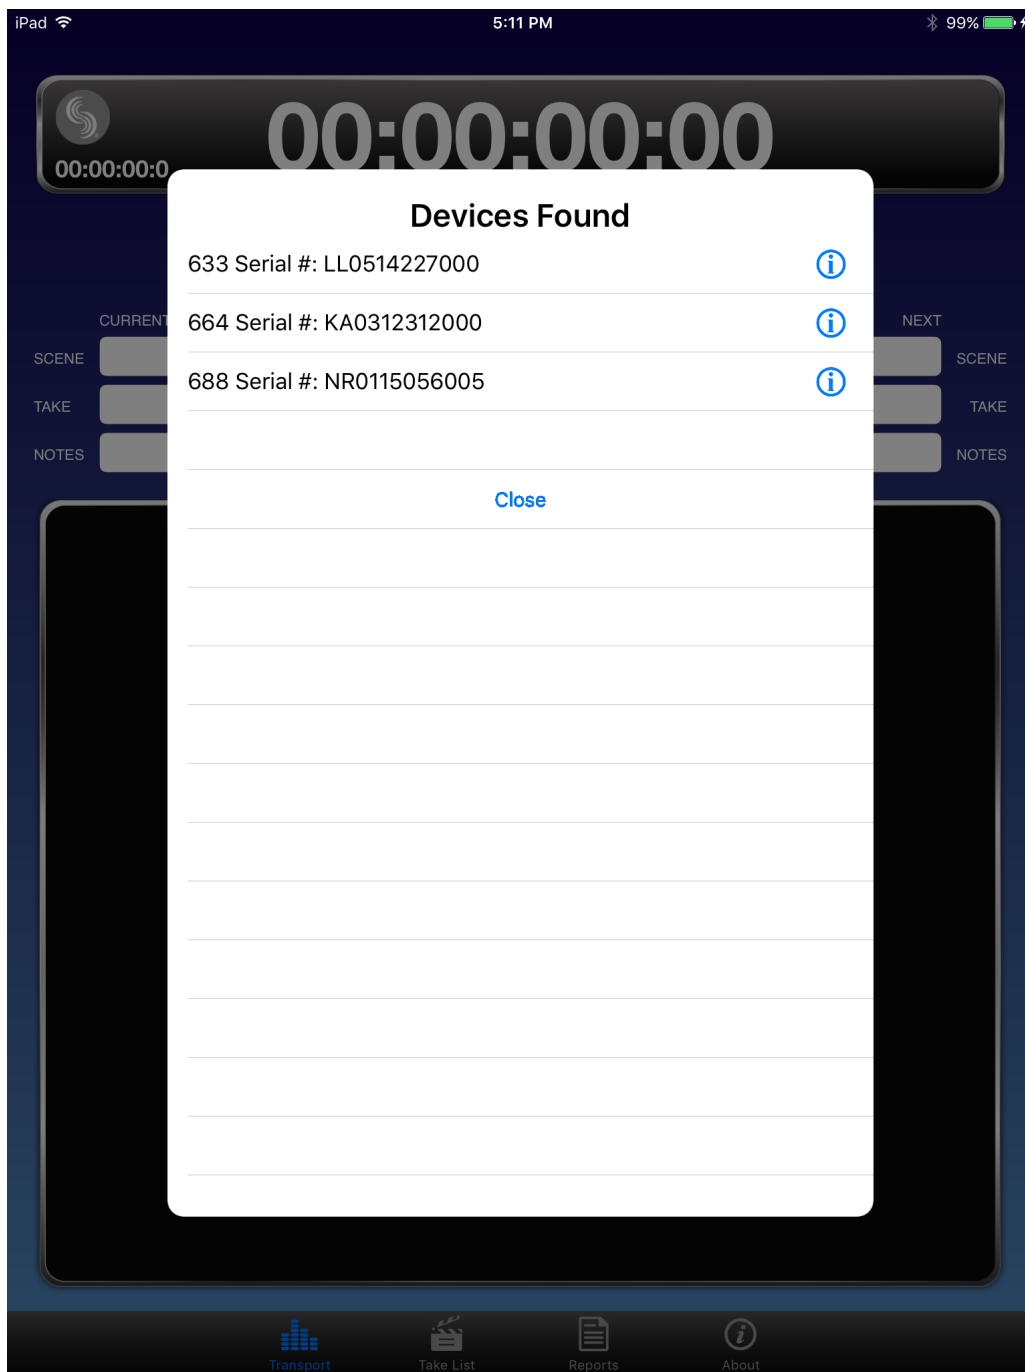 iPad 5:11 PM 99%
00:00:00:00
00:00:00:0
Devices Found
633 Serial #: LL0514227000
664 Serial #: KA0312312000
688 Serial #: NR0115056005
Close
CURRENT NEXT
SCENE SCENE
TAKE TAKE
NOTES NOTES
Transport Take List Reports About